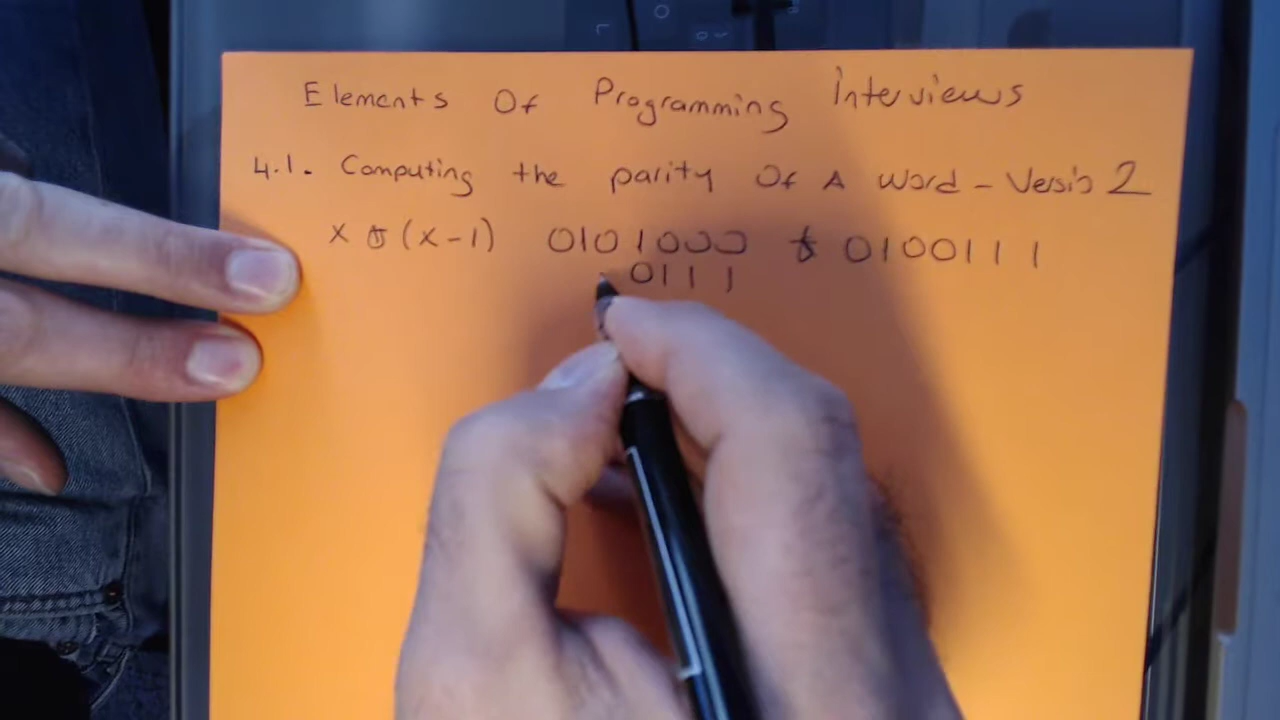 Elements Of Programming Interviews
4.1. Computing the parity Of A Word - Versio 2
x & (x-1) 0101000 & 0100111
0111